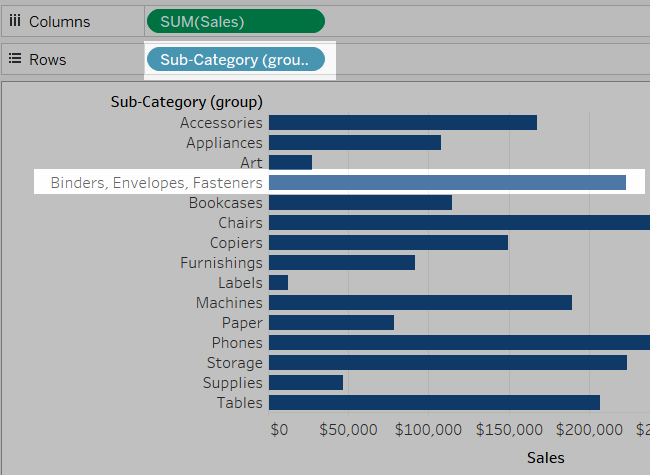 Columns SUM(Sales)
Rows Sub-Category (grou..
Sub-Category (group)
Accessories
Appliances
Art
Binders, Envelopes, Fasteners
Bookcases
Chairs
Copiers
Furnishings
Labels
Machines
Paper
Phones
Storage
Supplies
Tables
$0 $50,000 $100,000 $150,000 $200,000
Sales